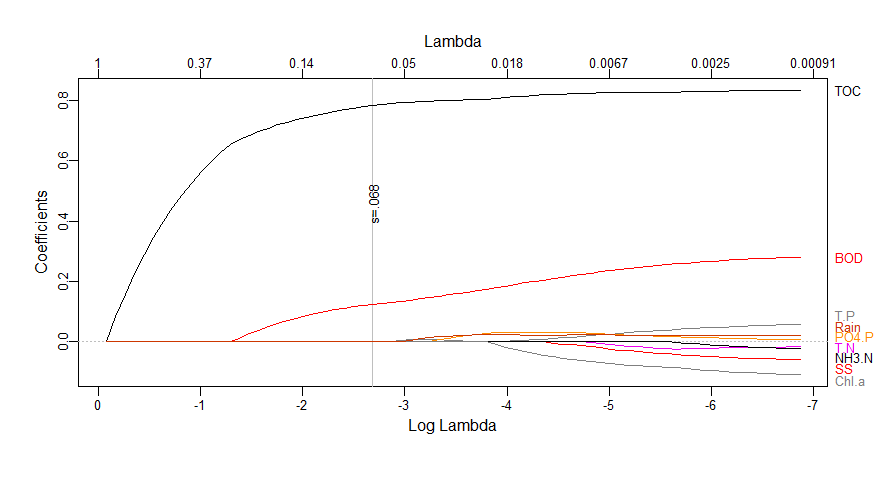 Lambda
1 0.37 0.14 0.05 0.018 0.0067 0.0025 0.00091
Coefficients
0.8
0.6
0.4
0.2
0.0
s=.068
TOC
BOD
T.P
Rain
PO4.P
T.N
NH3.N
SS
Chl.a
0 -1 -2 -3 -4 -5 -6 -7
Log Lambda